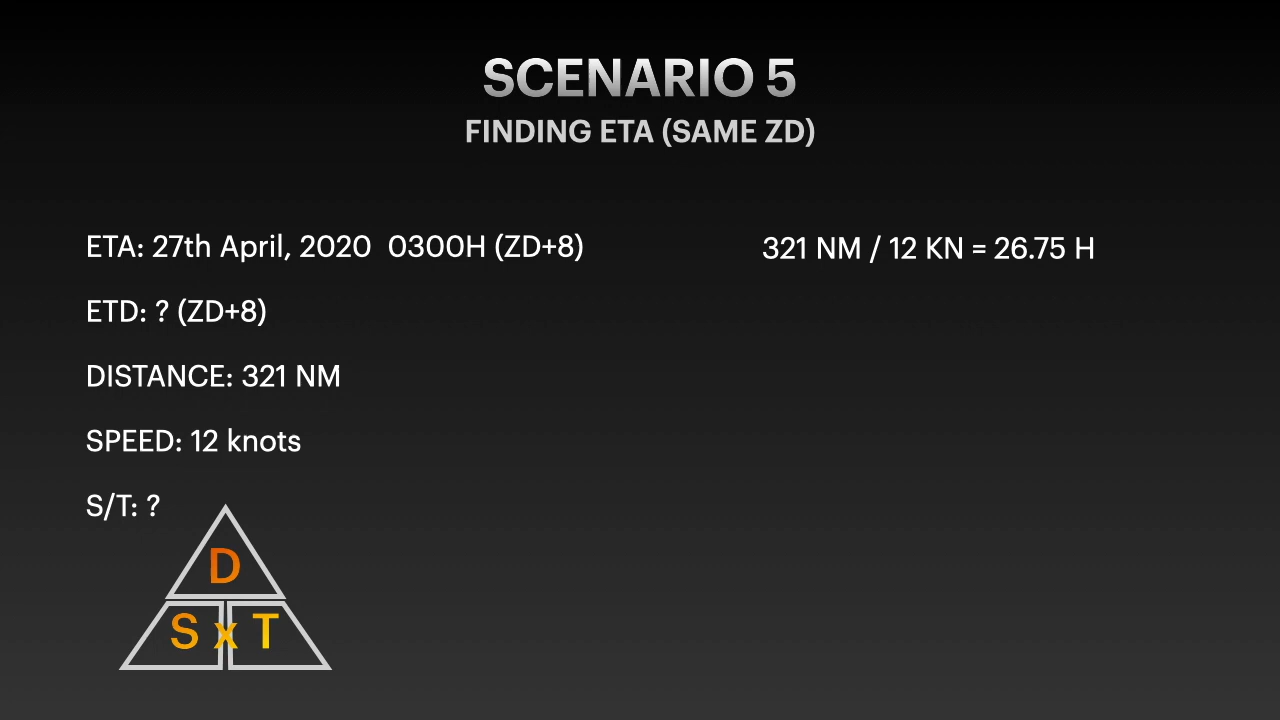 SCENARIO 5
FINDING ETA (SAME ZD)
ETA: 27th April, 2020  0300H (ZD+8)
321 NM / 12 KN = 26.75 H
ETD: ? (ZD+8)
DISTANCE: 321 NM
SPEED: 12 knots
S/T: ?
D
S x T